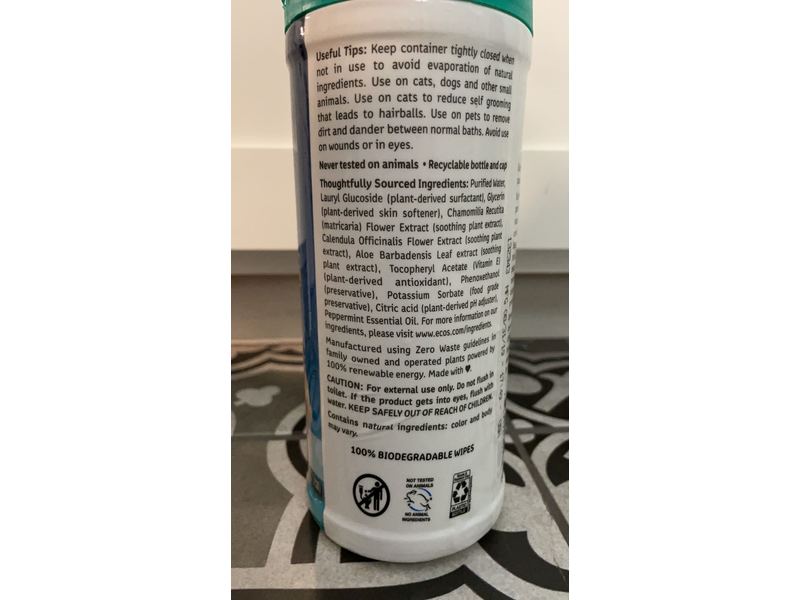 Useful Tips: Keep container tightly closed when
not in use to avoid evaporation of natural
ingredients. Use on cats, dogs and other small
animals. Use on cats to reduce self grooming
that leads to hairballs. Use on pets to remove
dirt and dander between normal baths. Avoid use
on wounds or in eyes.
Never tested on animals • Recyclable bottle and cap
Thoughtfully Sourced Ingredients: Purified Water,
Lauryl Glucoside (plant-derived surfactant), Glycerin
(plant-derived skin softener), Chamomilla Recutita
(matricaria) Flower Extract (soothing plant extract),
Calendula Officinalis Flower Extract (soothing plant
extract), Aloe Barbadensis Leaf extract (soothing
plant extract), Tocopheryl Acetate (Vitamin E)
(plant-derived antioxidant), Phenoxethanol
(preservative), Potassium Sorbate (food grade
preservative), Citric acid (plant-derived pH adjuster),
Peppermint Essential Oil. For more information on our
ingredients, please visit www.ecos.com/ingredients.
Manufactured using Zero Waste guidelines in
family owned and operated plants powered by
100% renewable energy. Made with ♥.
CAUTION: For external use only. Do not flush in
toilet. If the product gets into eyes, flush with
water. KEEP SAFELY OUT OF REACH OF CHILDREN.
Contains natural ingredients: color and body
may vary.
100% BIODEGRADABLE WIPES
NOT TESTED
ON ANIMALS
NO ANIMAL
INGREDIENTS